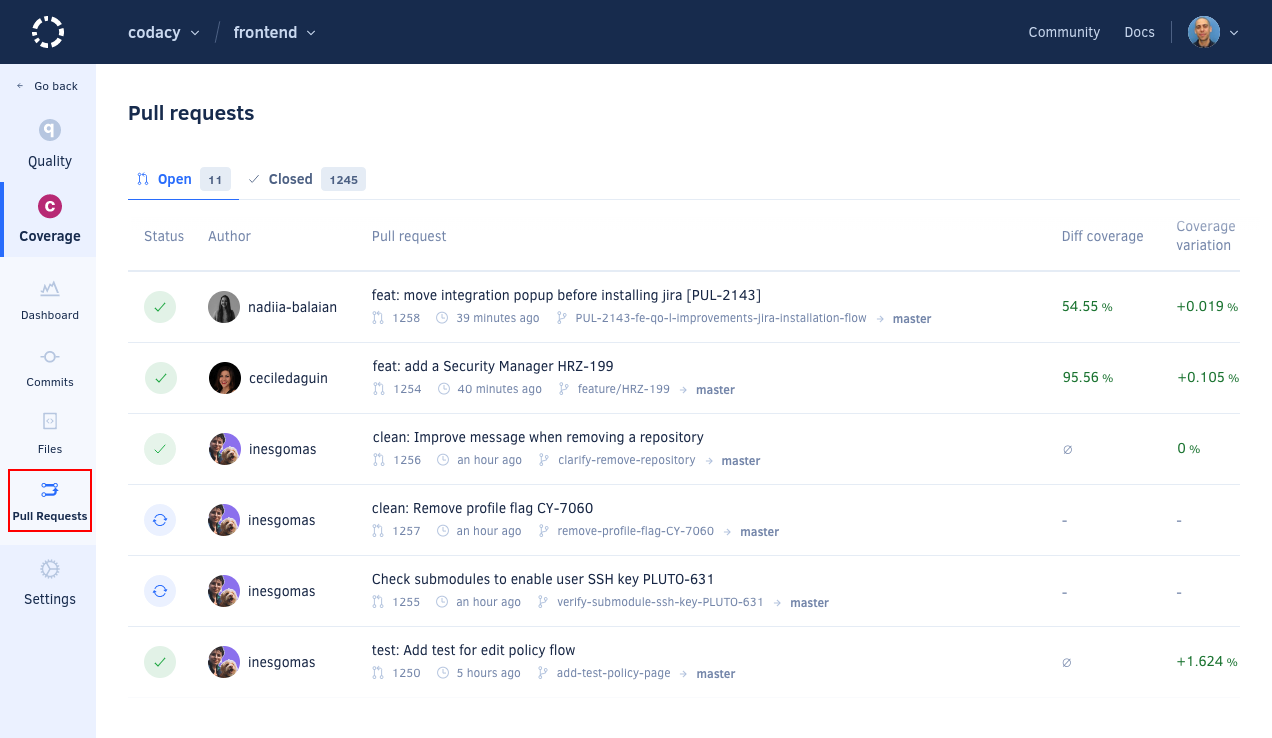 codacy / frontend
Community Docs
← Go back
Quality
C
Coverage
Dashboard
Commits
Files
Pull Requests
Settings
Pull requests
Open 11 Closed 1245
Status Author Pull request Diff coverage Coverage variation
nadiia-balaian feat: move integration popup before installing jira [PUL-2143] 54.55 % +0.019 %
1258 39 minutes ago PUL-2143-fe-qo-l-improvements-jira-installation-flow → master
ceciledaguin feat: add a Security Manager HRZ-199 95.56 % +0.105 %
1254 40 minutes ago feature/HRZ-199 → master
inesgomas clean: Improve message when removing a repository ∅ 0 %
1256 an hour ago clarify-remove-repository → master
inesgomas clean: Remove profile flag CY-7060 - -
1257 an hour ago remove-profile-flag-CY-7060 → master
inesgomas Check submodules to enable user SSH key PLUTO-631 - -
1255 an hour ago verify-submodule-ssh-key-PLUTO-631 → master
inesgomas test: Add test for edit policy flow ∅ +1.624 %
1250 5 hours ago add-test-policy-page → master